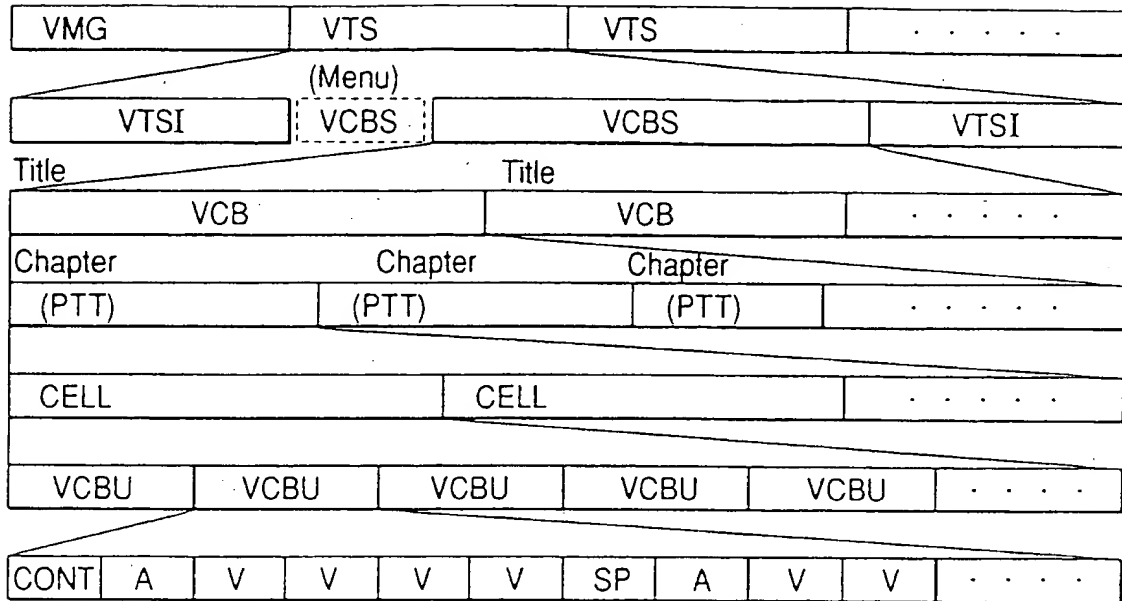 VMG VTS VTS . . . . .
(Menu)
VTSI VCBS VCBS VTSI
Title Title
VCB VCB . . . . .
Chapter Chapter Chapter
(PTT) (PTT) (PTT) . . . . .
CELL CELL . . . . .
VCBU VCBU VCBU VCBU VCBU . . . .
CONT A V V V V SP A V V . . . .